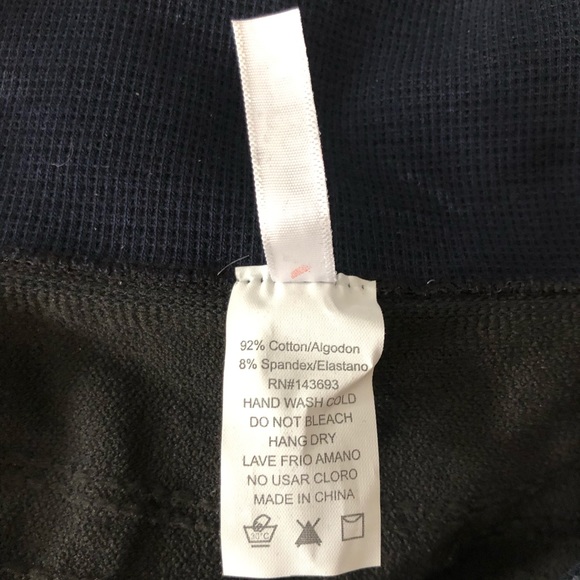 92% Cotton/Algodon
8% Spandex/Elastano
RN#143693
HAND WASH COLD
DO NOT BLEACH
HANG DRY
LAVE FRIO AMANO
NO USAR CLORO
MADE IN CHINA